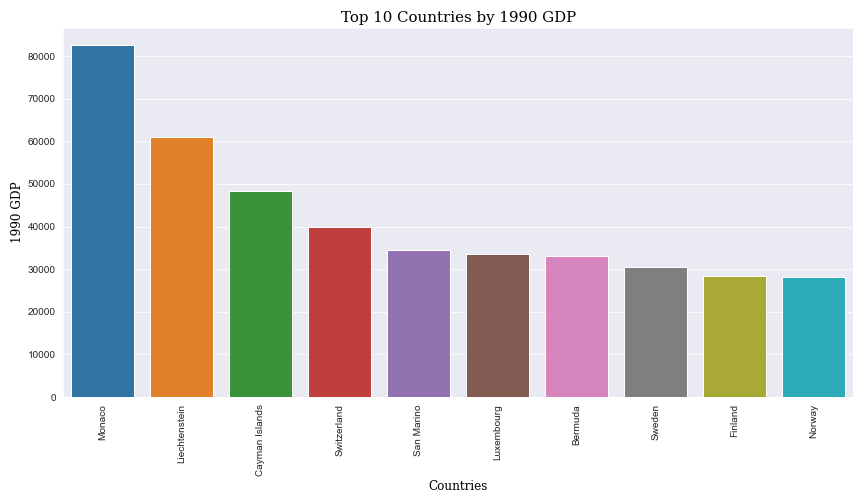 Top 10 Countries by 1990 GDP
1990 GDP
80000
70000
60000
50000
40000
30000
20000
10000
0
Monaco
Liechtenstein
Cayman Islands
Switzerland
San Marino
Luxembourg
Bermuda
Sweden
Finland
Norway
Countries